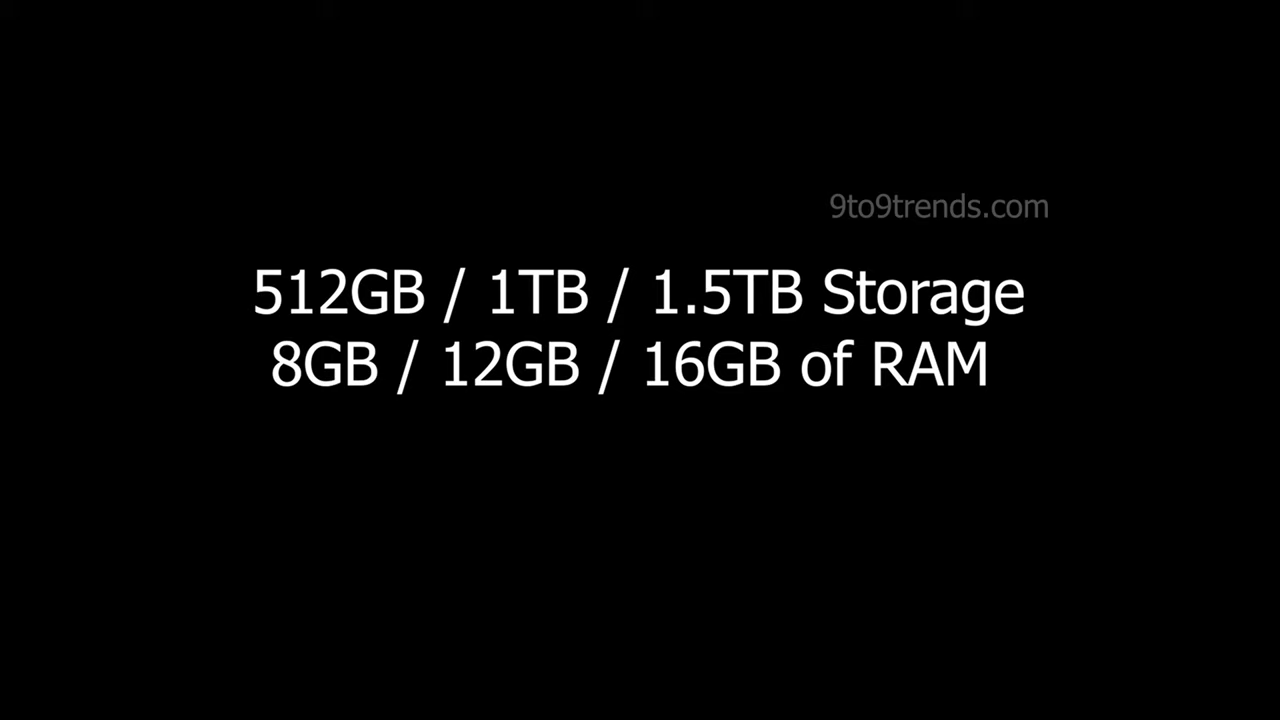 9to9trends.com
512GB / 1TB / 1.5TB Storage
8GB / 12GB / 16GB of RAM